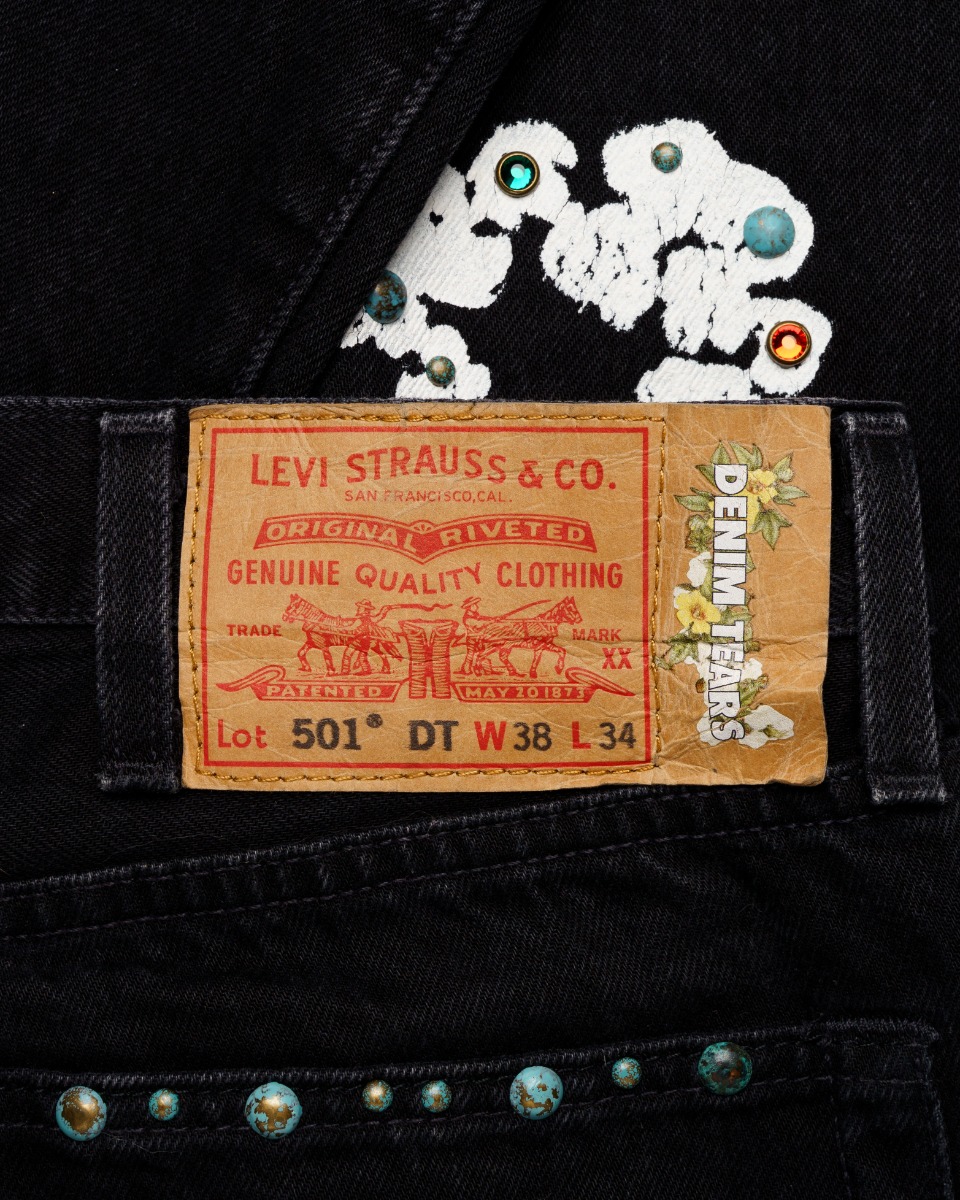 LEVI STRAUSS & CO.
SAN FRANCISCO, CAL.
ORIGINAL RIVETED
GENUINE QUALITY CLOTHING
TRADE MARK
XX
PATENTED MAY 20 1873
Lot 501® DT W 38 L 34
DENIM TEARS